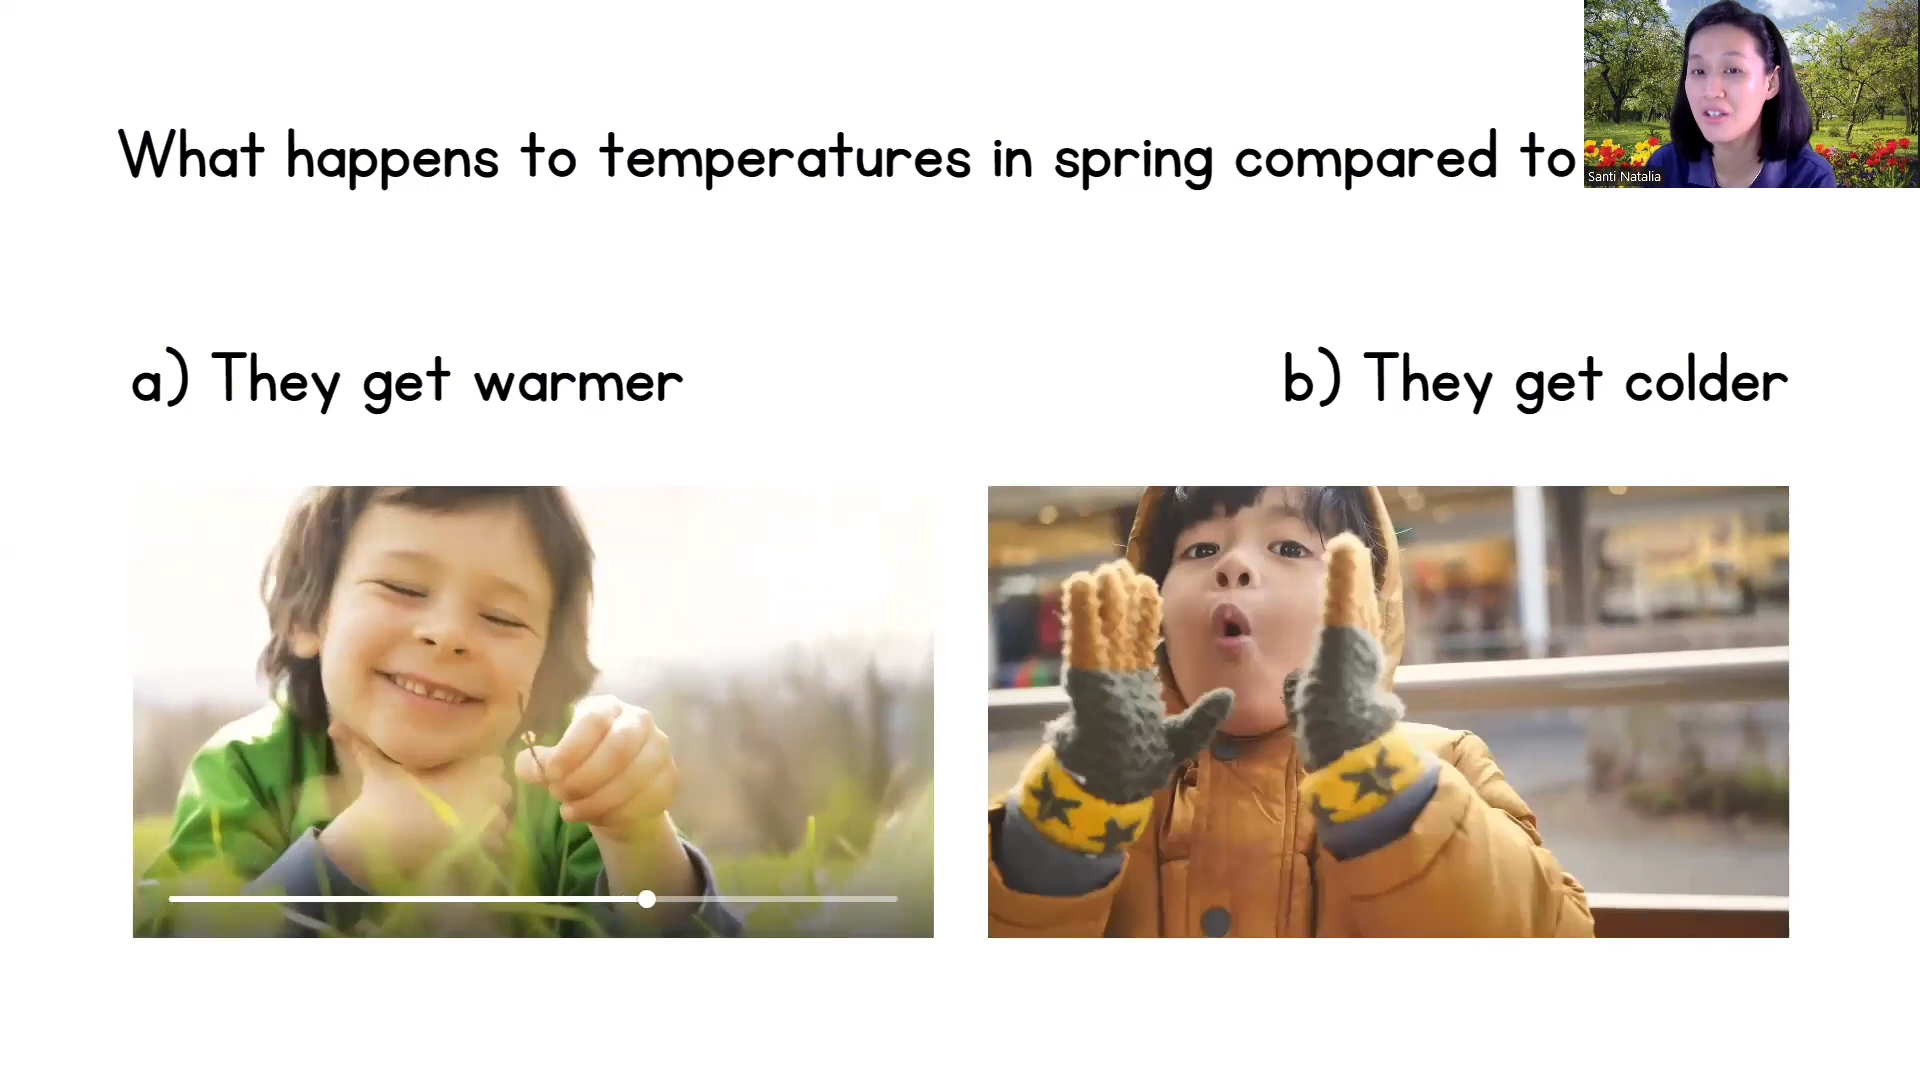 What happens to temperatures in spring compared to
Santi Natalia
a) They get warmer
b) They get colder